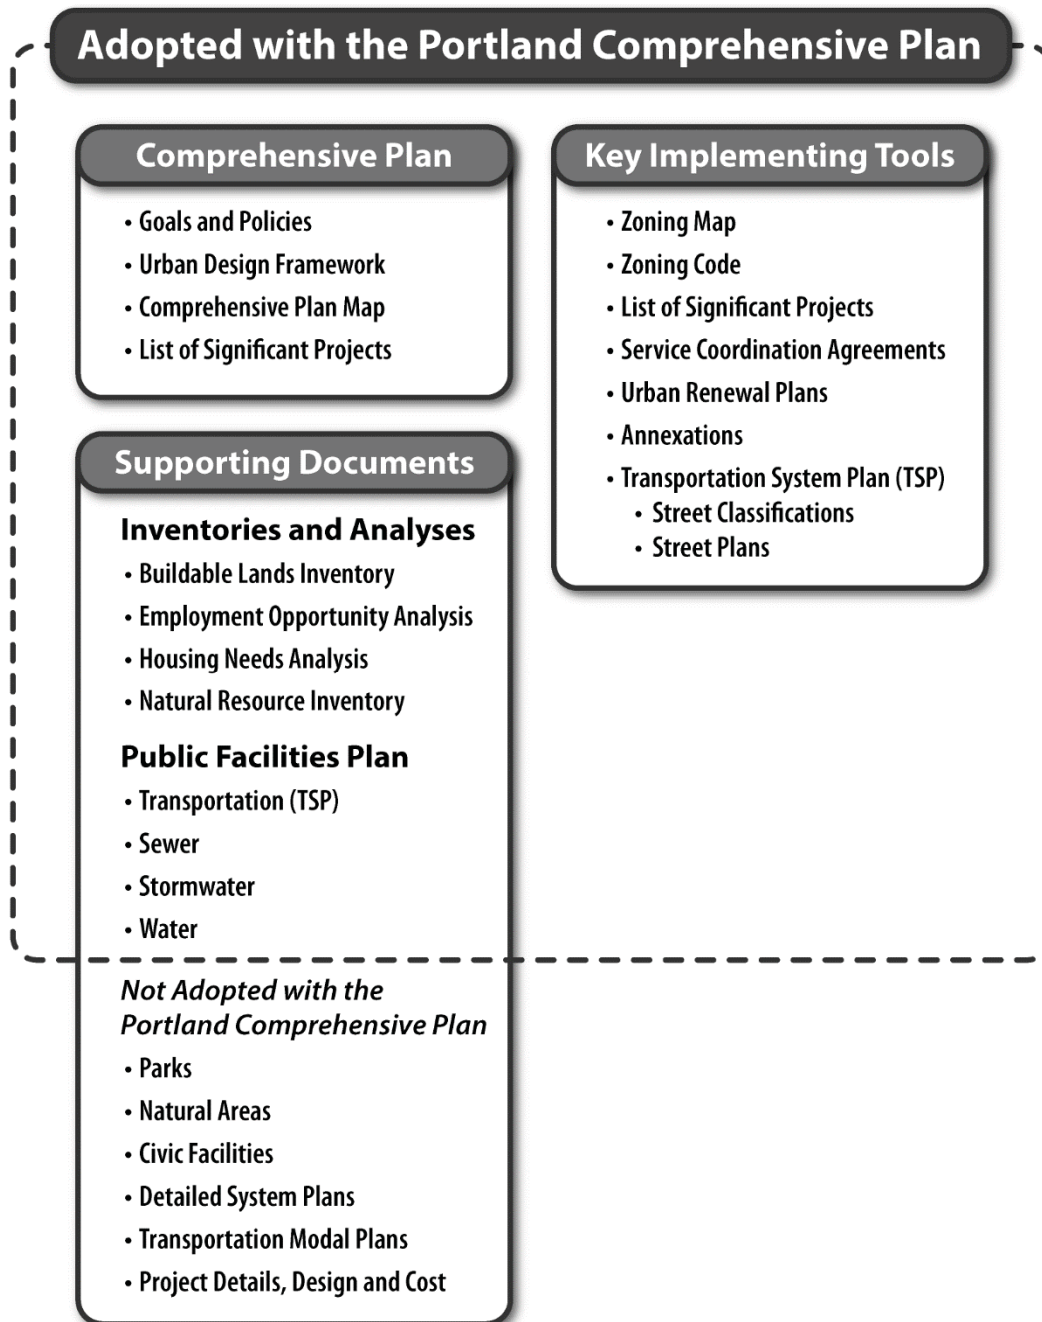 Adopted with the Portland Comprehensive Plan
Comprehensive Plan
• Goals and Policies
• Urban Design Framework
• Comprehensive Plan Map
• List of Significant Projects
Supporting Documents
Inventories and Analyses
• Buildable Lands Inventory
• Employment Opportunity Analysis
• Housing Needs Analysis
• Natural Resource Inventory
Public Facilities Plan
• Transportation (TSP)
• Sewer
• Stormwater
• Water
Not Adopted with the
Portland Comprehensive Plan
• Parks
• Natural Areas
• Civic Facilities
• Detailed System Plans
• Transportation Modal Plans
• Project Details, Design and Cost
Key Implementing Tools
• Zoning Map
• Zoning Code
• List of Significant Projects
• Service Coordination Agreements
• Urban Renewal Plans
• Annexations
• Transportation System Plan (TSP)
• Street Classifications
• Street Plans